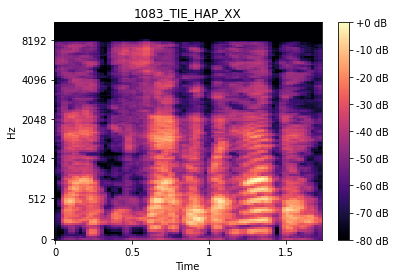 1083_TIE_HAP_XX
Hz
8192
4096
2048
1024
512
0
0
0.5
1
1.5
Time
+0 dB
-10 dB
-20 dB
-30 dB
-40 dB
-50 dB
-60 dB
-70 dB
-80 dB